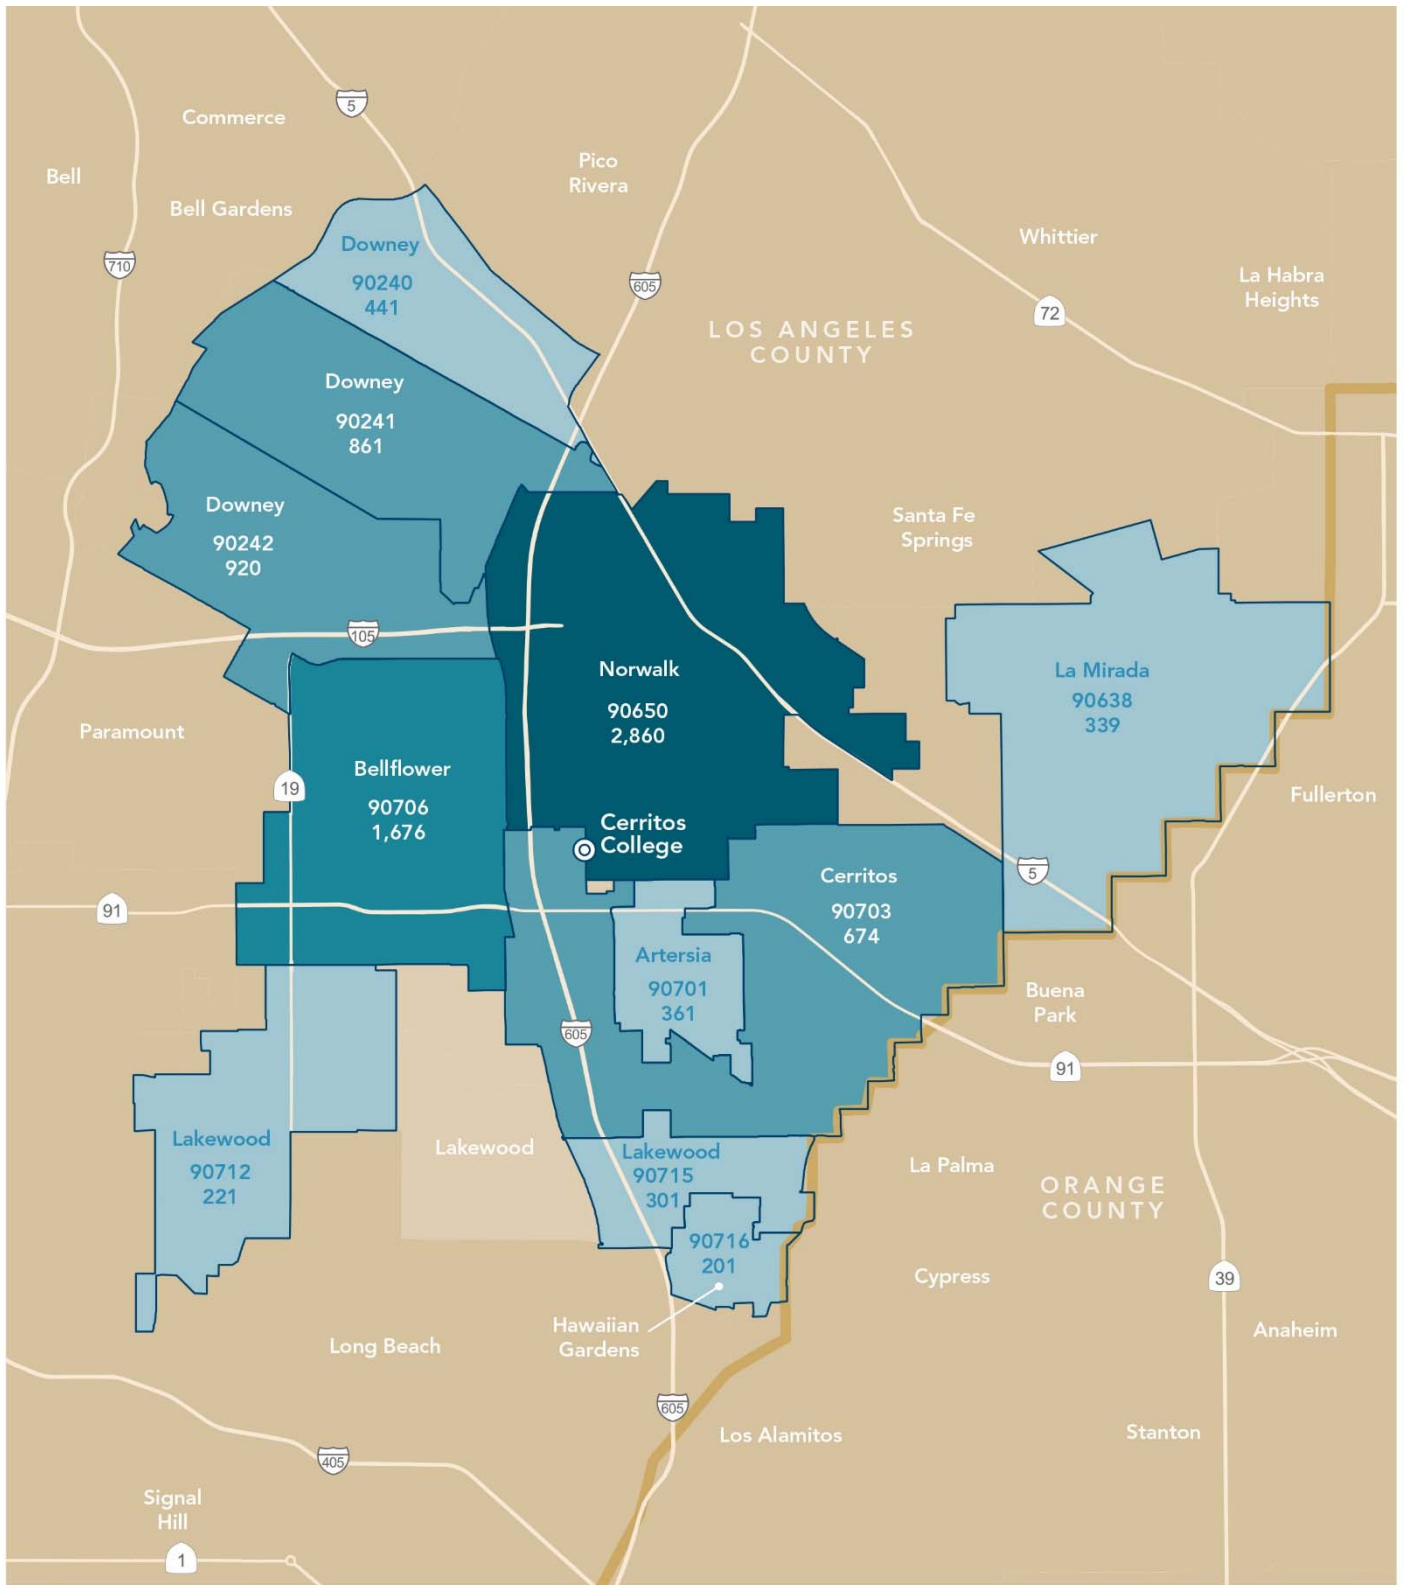 5
Commerce
Pico
Rivera
Bell
Bell Gardens
Whittier
Downey
90240
441
710
605
La Habra
Heights
72
LOS ANGELES
COUNTY
Downey
90241
861
Downey
90242
920
Santa Fe
Springs
105
Norwalk
90650
2,860
La Mirada
90638
339
Paramount
Bellflower
90706
1,676
19
Fullerton
Cerritos
College
5
Cerritos
90703
674
91
Artersia
90701
361
Buena
Park
605
91
Lakewood
90712
221
Lakewood
Lakewood
90715
301
La Palma
ORANGE
COUNTY
90716
201
Cypress
39
Hawaiian
Gardens
Long Beach
Anaheim
605
Los Alamitos
Stanton
405
Signal
Hill
1